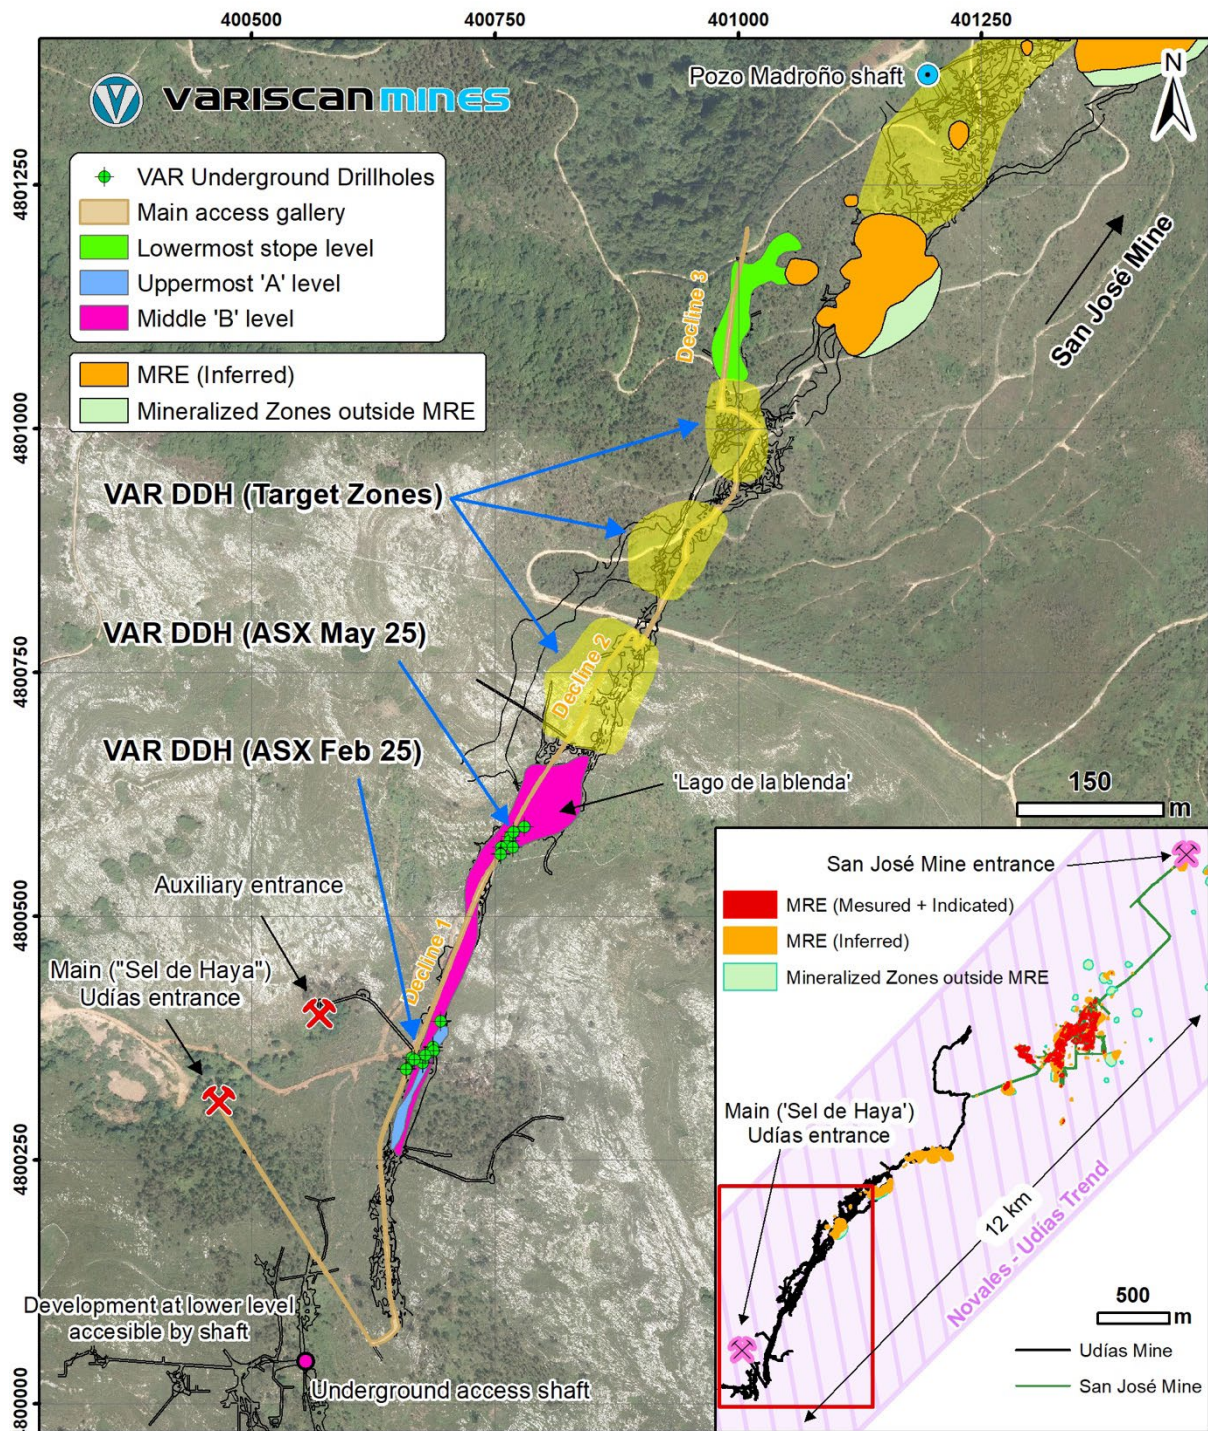 400500
400750
401000
401250
VARISCAN MINES
Pozo Madroño shaft
N
VAR Underground Drillholes
Main access gallery
Lowermost stope level
Uppermost 'A' level
Middle 'B' level
MRE (Inferred)
Mineralized Zones outside MRE
4801250
4801000
4800750
4800500
4800250
4800000
San José Mine
Decline 3
VAR DDH (Target Zones)
VAR DDH (ASX May 25)
Decline 2
VAR DDH (ASX Feb 25)
'Lago de la blenda'
150
m
Auxiliary entrance
Decline 1
Main ("Sel de Haya")
Udías entrance
Development at lower level
accesible by shaft
Underground access shaft
San José Mine entrance
MRE (Mesured + Indicated)
MRE (Inferred)
Mineralized Zones outside MRE
Main ('Sel de Haya')
Udías entrance
12 km
Novales - Udías Trend
500
m
Udías Mine
San José Mine